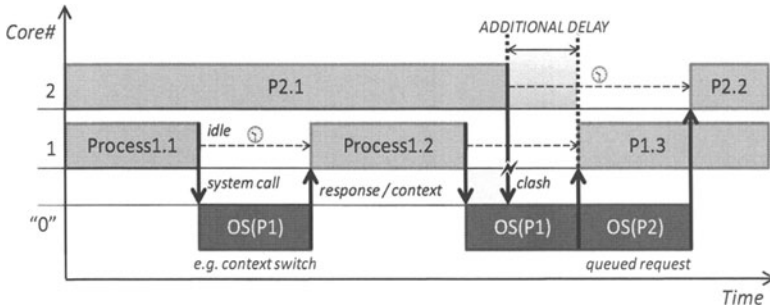 Core#
ADDITIONAL DELAY
2
P2.1
P2.2
1
Process1.1
idle
Process1.2
P1.3
system call
response / context
clash
"0"
OS(P1)
OS(P1)
OS(P2)
e.g. context switch
queued request
Time